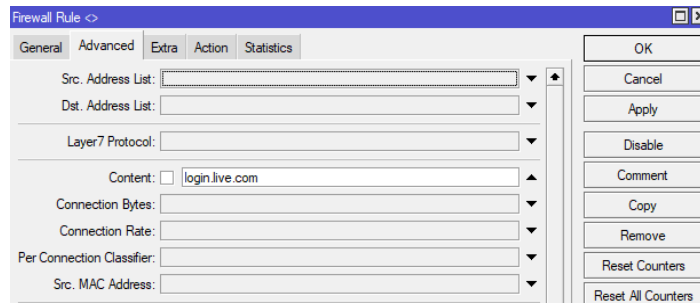 Firewall Rule <>
General Advanced Extra Action Statistics
Src. Address List:
Dst. Address List:
Layer7 Protocol:
Content: login.live.com
Connection Bytes:
Connection Rate:
Per Connection Classifier:
Src. MAC Address:
OK
Cancel
Apply
Disable
Comment
Copy
Remove
Reset Counters
Reset All Counters